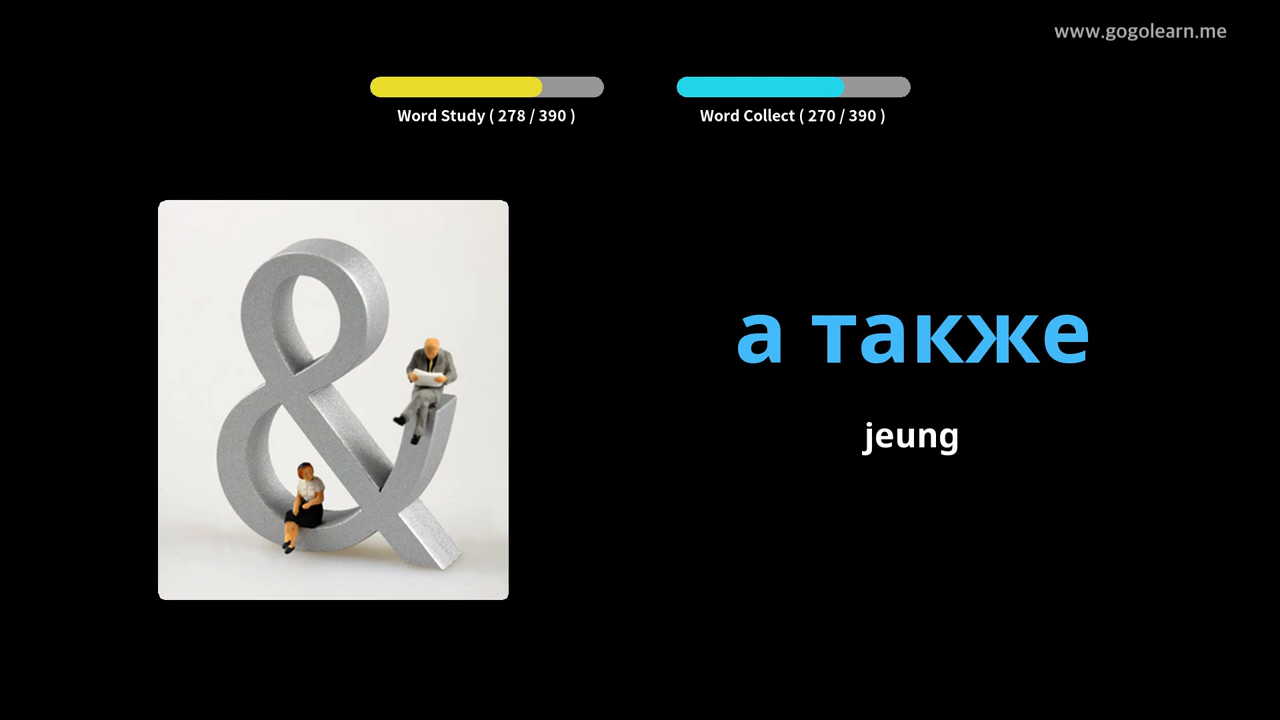 www.gogolearn.me
Word Study ( 278 / 390 )
Word Collect ( 270 / 390 )
&
а также
jeung